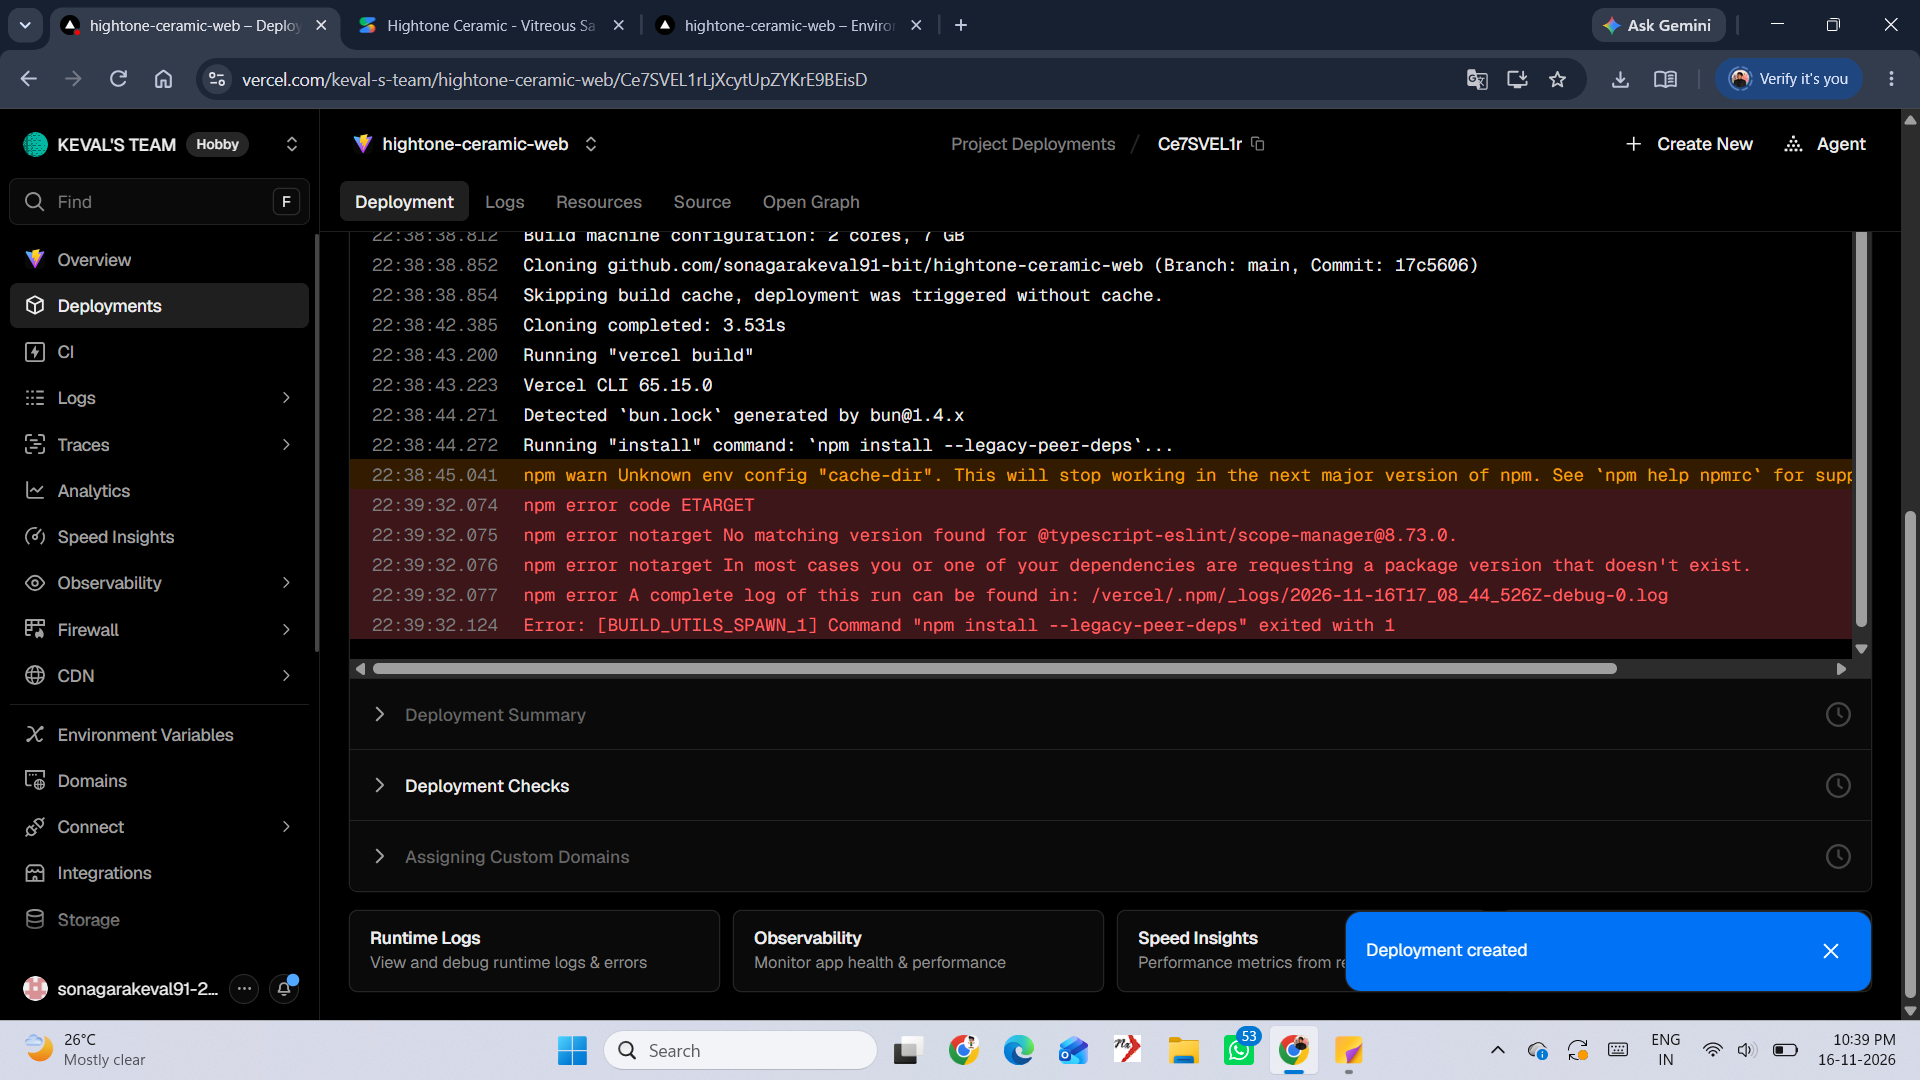 hightone-ceramic-web – Deploy
Hightone Ceramic - Vitreous Sa
hightone-ceramic-web – Enviro
Ask Gemini
vercel.com/keval-s-team/hightone-ceramic-web/Ce7SVEL1rLjXcytUpZYKrE9BEisD
Verify it's you
KEVAL'S TEAM Hobby
hightone-ceramic-web
Project Deployments / Ce7SVEL1r
Create New
Agent
Find F
Deployment Logs Resources Source Open Graph
Overview
Deployments
CI
Logs
Traces
Analytics
Speed Insights
Observability
Firewall
CDN
Environment Variables
Domains
Connect
Integrations
Storage
sonagarakeval91-2...
22:38:38.812 Build machine configuration: 2 cores, 7 GB
22:38:38.852 Cloning github.com/sonagarakeval91-bit/hightone-ceramic-web (Branch: main, Commit: 17c5606)
22:38:38.854 Skipping build cache, deployment was triggered without cache.
22:38:42.385 Cloning completed: 3.531s
22:38:43.200 Running "vercel build"
22:38:43.223 Vercel CLI 65.15.0
22:38:44.271 Detected `bun.lock` generated by bun@1.4.x
22:38:44.272 Running "install" command: `npm install --legacy-peer-deps`...
22:38:45.041 npm warn Unknown env config "cache-dir". This will stop working in the next major version of npm. See `npm help npmrc` for supp
22:39:32.074 npm error code ETARGET
22:39:32.075 npm error notarget No matching version found for @typescript-eslint/scope-manager@8.73.0.
22:39:32.076 npm error notarget In most cases you or one of your dependencies are requesting a package version that doesn't exist.
22:39:32.077 npm error A complete log of this run can be found in: /vercel/.npm/_logs/2026-11-16T17_08_44_526Z-debug-0.log
22:39:32.124 Error: [BUILD_UTILS_SPAWN_1] Command "npm install --legacy-peer-deps" exited with 1
Deployment Summary
Deployment Checks
Assigning Custom Domains
Runtime Logs
View and debug runtime logs & errors
Observability
Monitor app health & performance
Speed Insights
Performance metrics from re
Deployment created
26°C
Mostly clear
Search
53
ENG
IN
10:39 PM
16-11-2026